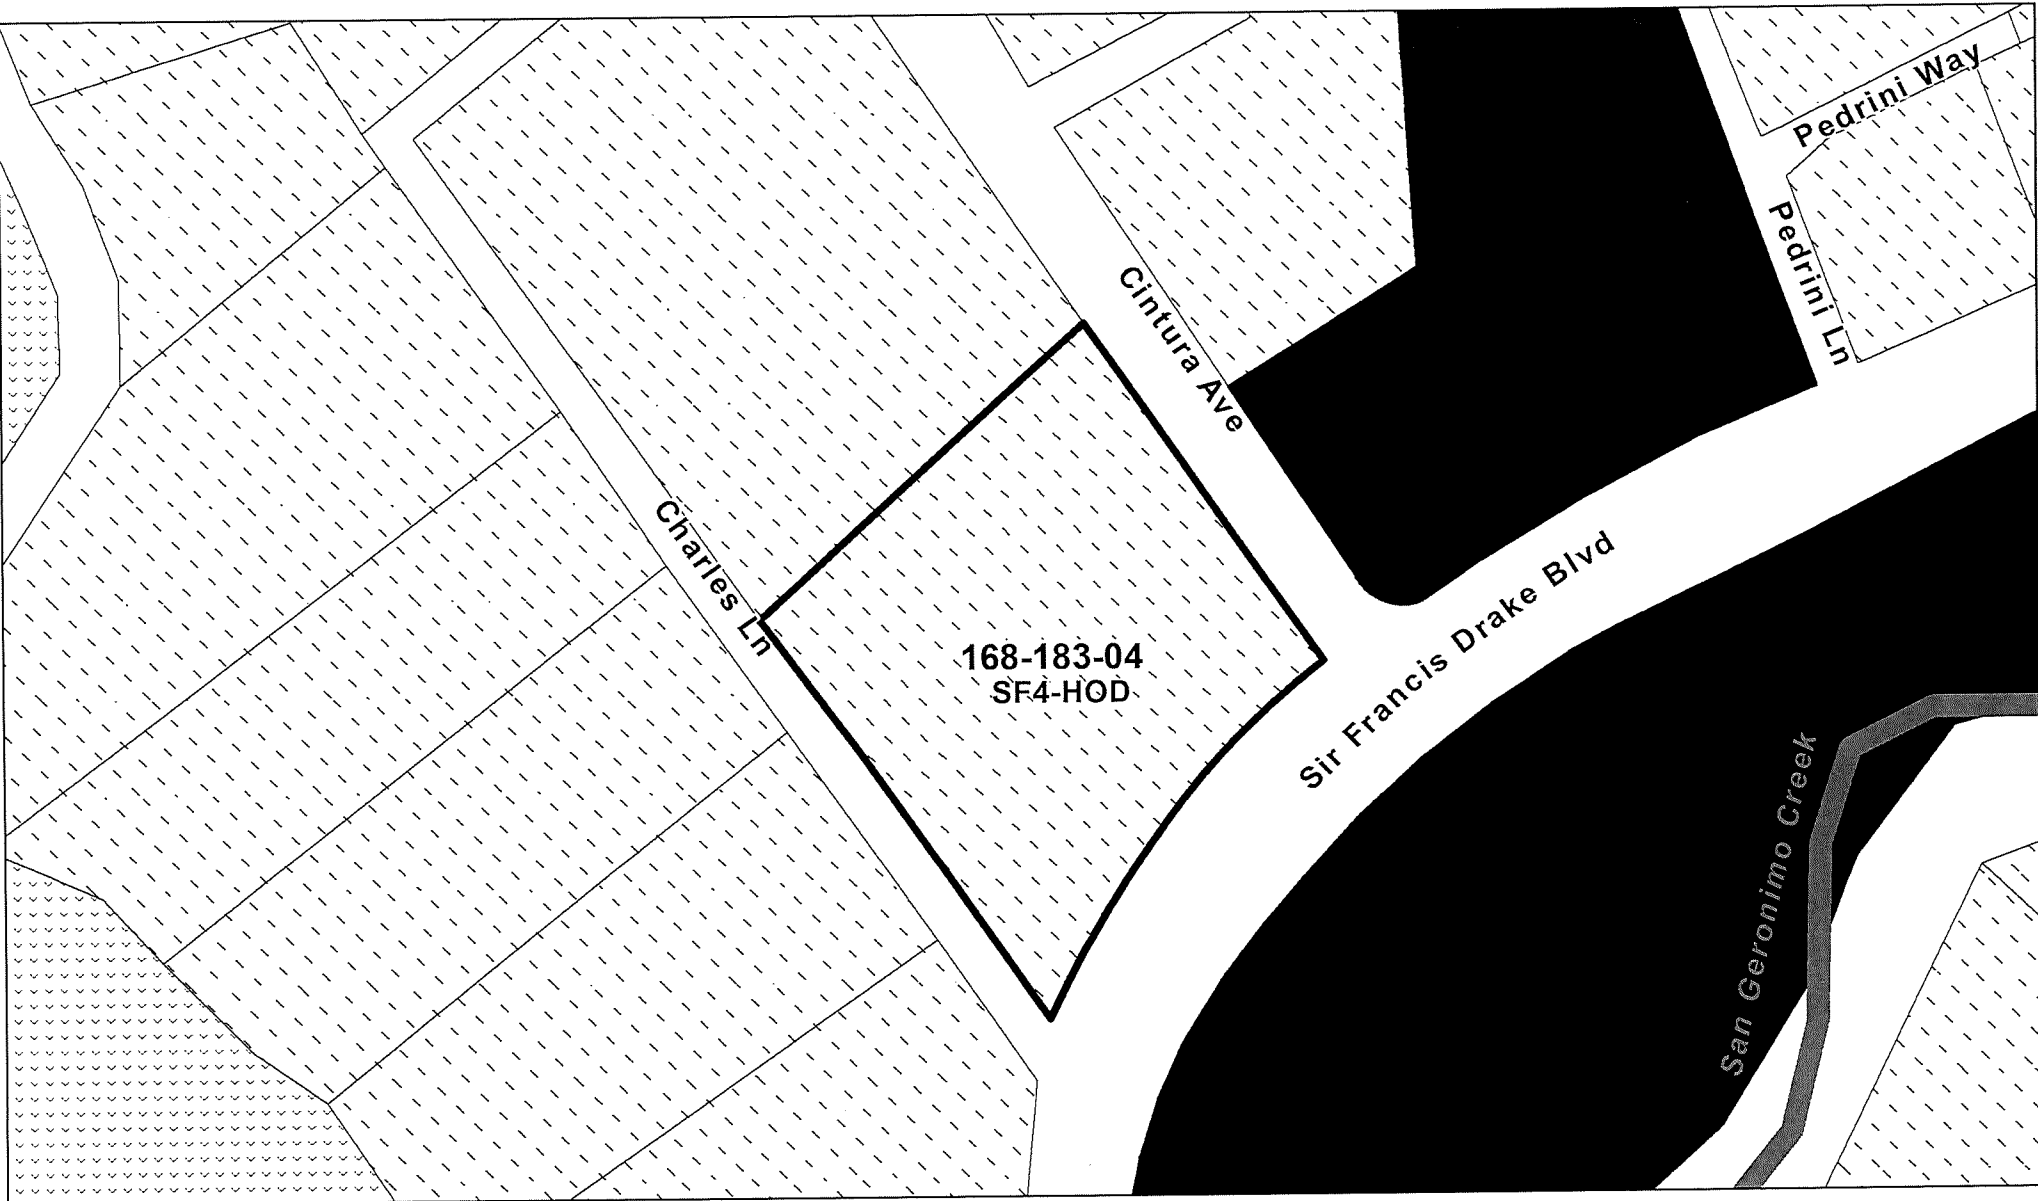 Pedrini Way
Pedrini Ln
Cintura Ave
Charles Ln
168-183-04
SF4-HOD
Sir Francis Drake Blvd
San Geronimo Creek